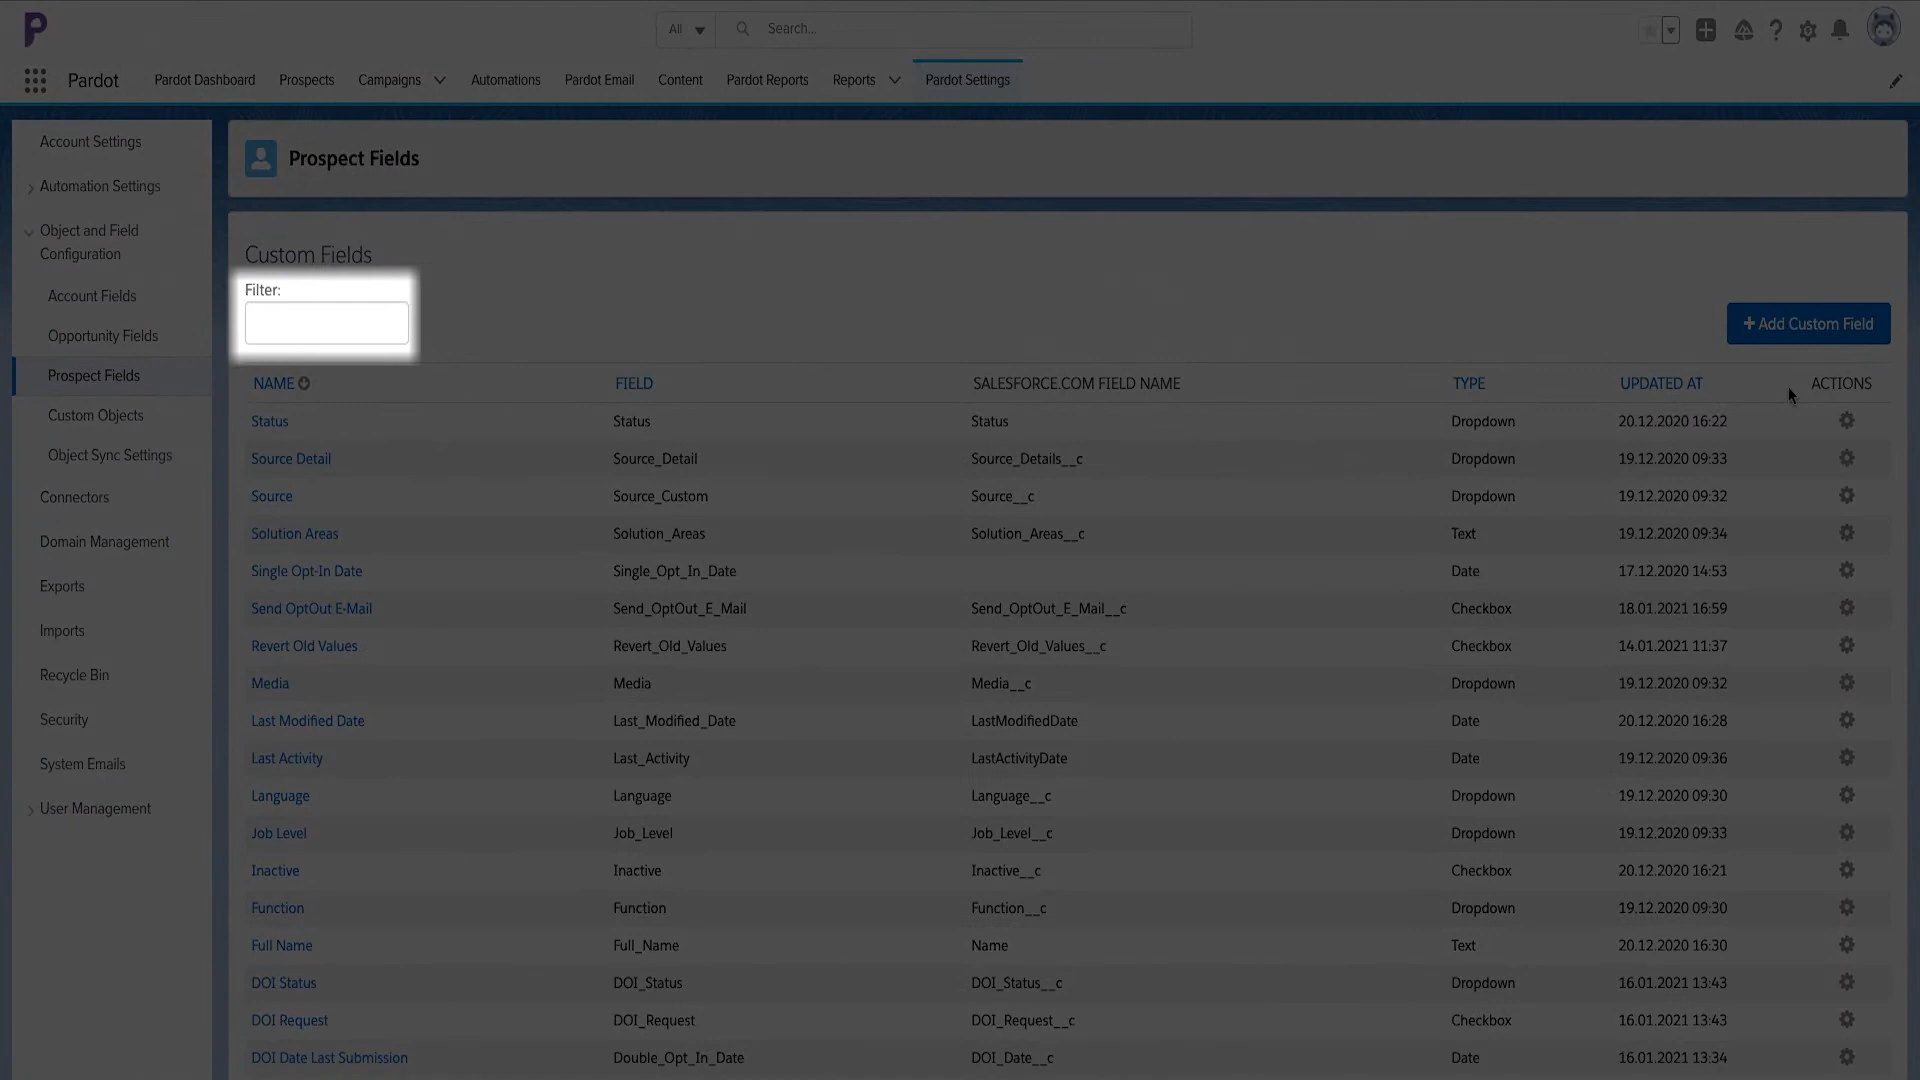 All
Search...
Pardot
Pardot Dashboard
Prospects
Campaigns
Automations
Pardot Email
Content
Pardot Reports
Reports
Pardot Settings
Account Settings
Automation Settings
Object and Field
Configuration
Account Fields
Opportunity Fields
Prospect Fields
Custom Objects
Object Sync Settings
Connectors
Domain Management
Exports
Imports
Recycle Bin
Security
System Emails
User Management
Prospect Fields
Custom Fields
Filter:
+ Add Custom Field
NAME FIELD SALESFORCE.COM FIELD NAME TYPE UPDATED AT ACTIONS
Status Status Status Dropdown 20.12.2020 16:22
Source Detail Source_Detail Source_Details__c Dropdown 19.12.2020 09:33
Source Source_Custom Source__c Dropdown 19.12.2020 09:32
Solution Areas Solution_Areas Solution_Areas__c Text 19.12.2020 09:34
Single Opt-In Date Single_Opt_In_Date Date 17.12.2020 14:53
Send OptOut E-Mail Send_OptOut_E_Mail Send_OptOut_E_Mail__c Checkbox 18.01.2021 16:59
Revert Old Values Revert_Old_Values Revert_Old_Values__c Checkbox 14.01.2021 11:37
Media Media Media__c Dropdown 19.12.2020 09:32
Last Modified Date Last_Modified_Date LastModifiedDate Date 20.12.2020 16:28
Last Activity Last_Activity LastActivityDate Date 19.12.2020 09:36
Language Language Language__c Dropdown 19.12.2020 09:30
Job Level Job_Level Job_Level__c Dropdown 19.12.2020 09:33
Inactive Inactive Inactive__c Checkbox 20.12.2020 16:21
Function Function Function__c Dropdown 19.12.2020 09:30
Full Name Full_Name Name Text 20.12.2020 16:30
DOI Status DOI_Status DOI_Status__c Dropdown 16.01.2021 13:43
DOI Request DOI_Request DOI_Request__c Checkbox 16.01.2021 13:43
DOI Date Last Submission Double_Opt_In_Date DOI_Date__c Date 16.01.2021 13:34